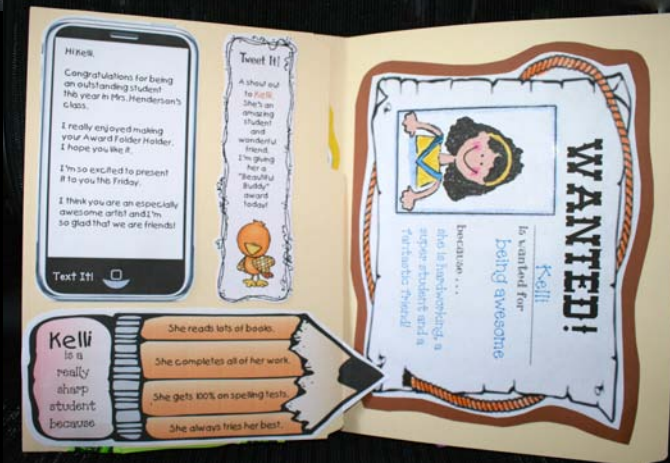 Hi Kelli,
Congratulations for being
an outstanding student
this year in Mrs. Henderson's
class.
I really enjoyed making
your Award Folder Holder.
I hope you like it.
I'm so excited to present
it to you this Friday.
I think you are an especially
awesome artist and I'm
so glad that we are friends!
Text It!
Tweet It!
A shout out
to Kelli.
She's an
amazing
student
and
wonderful
friend.
I'm giving
her a
"Beautiful
Buddy"
award
today!
Kelli
is a
really
sharp
student
because
She reads lots of books.
She completes all of her work.
She gets 100% on spelling tests.
She always tries her best.
WANTED!
Kelli
is wanted for
being awesome
because...
she is hardworking, a
super student and a
fantastic friend!